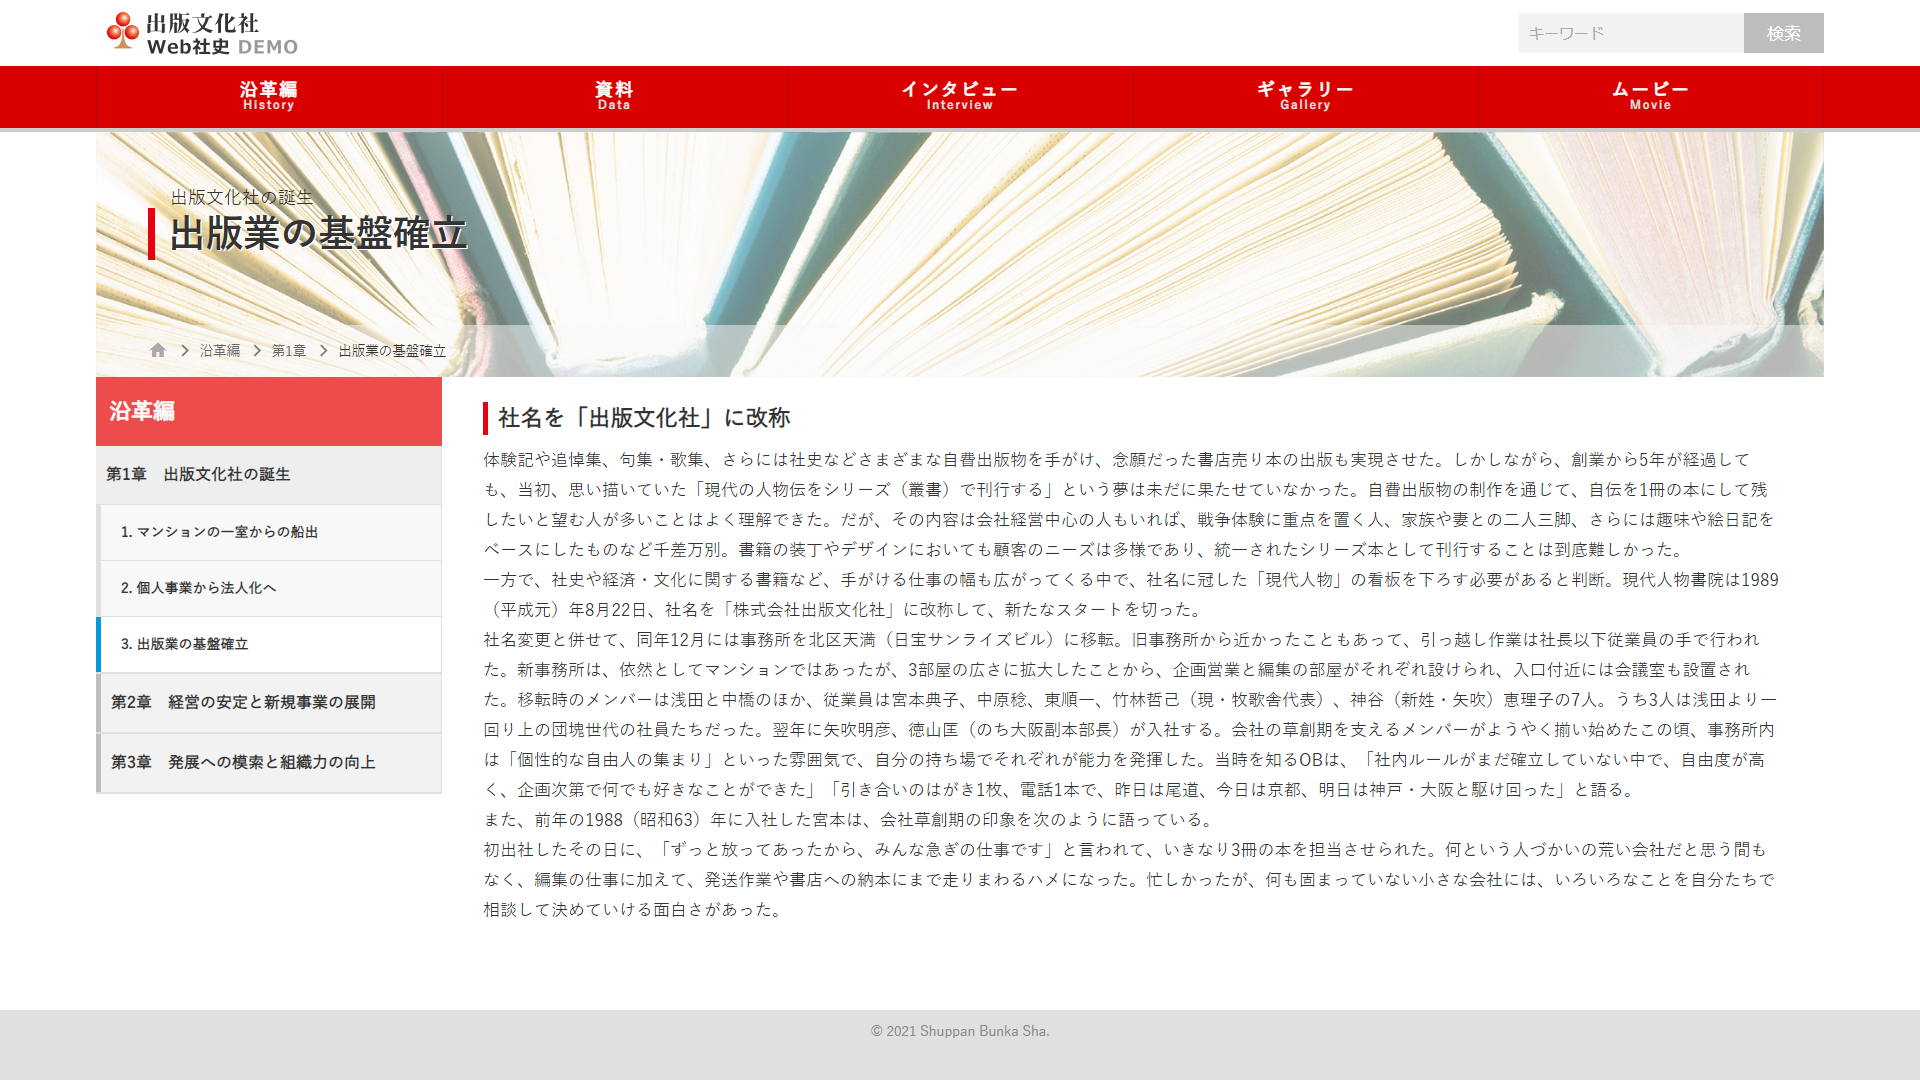 出版文化社
Web社史 DEMO
キーワード
検索
沿革編
History
資料
Data
インタビュー
Interview
ギャラリー
Gallery
ムービー
Movie
出版文化社の誕生
出版業の基盤確立
沿革編
第1章
出版業の基盤確立
沿革編
第1章　出版文化社の誕生
1. マンションの一室からの船出
2. 個人事業から法人化へ
3. 出版業の基盤確立
第2章　経営の安定と新規事業の展開
第3章　発展への模索と組織力の向上
社名を「出版文化社」に改称
体験記や追悼集、句集・歌集、さらには社史などさまざまな自費出版物を手がけ、念願だった書店売り本の出版も実現させた。しかしながら、創業から5年が経過して
も、当初、思い描いていた「現代の人物伝をシリーズ（叢書）で刊行する」という夢は未だに果たせていなかった。自費出版物の制作を通じて、自伝を1冊の本にして残
したいと望む人が多いことはよく理解できた。だが、その内容は会社経営中心の人もいれば、戦争体験に重点を置く人、家族や妻との二人三脚、さらには趣味や絵日記を
ベースにしたものなど千差万別。書籍の装丁やデザインにおいても顧客のニーズは多様であり、統一されたシリーズ本として刊行することは到底難しかった。
一方で、社史や経済・文化に関する書籍など、手がける仕事の幅も広がってくる中で、社名に冠した「現代人物」の看板を下ろす必要があると判断。現代人物書院は1989
（平成元）年8月22日、社名を「株式会社出版文化社」に改称して、新たなスタートを切った。
社名変更と併せて、同年12月には事務所を北区天満（日宝サンライズビル）に移転。旧事務所から近かったこともあって、引っ越し作業は社長以下従業員の手で行われ
た。新事務所は、依然としてマンションではあったが、3部屋の広さに拡大したことから、企画営業と編集の部屋がそれぞれ設けられ、入口付近には会議室も設置され
た。移転時のメンバーは浅田と中橋のほか、従業員は宮本典子、中原稔、東順一、竹林哲己（現・牧歌舎代表）、神谷（新姓・矢吹）恵理子の7人。うち3人は浅田より一
回り上の団塊世代の社員たちだった。翌年に矢吹明彦、徳山匡（のち大阪副本部長）が入社する。会社の草創期を支えるメンバーがようやく揃い始めたこの頃、事務所内
は「個性的な自由人の集まり」といった雰囲気で、自分の持ち場でそれぞれが能力を発揮した。当時を知るOBは、「社内ルールがまだ確立していない中で、自由度が高
く、企画次第で何でも好きなことができた」「引き合いのはがき1枚、電話1本で、昨日は尾道、今日は京都、明日は神戸・大阪と駆け回った」と語る。
また、前年の1988（昭和63）年に入社した宮本は、会社草創期の印象を次のように語っている。
初出社したその日に、「ずっと放ってあったから、みんな急ぎの仕事です」と言われて、いきなり3冊の本を担当させられた。何という人づかいの荒い会社だと思う間も
なく、編集の仕事に加えて、発送作業や書店への納本にまで走りまわるハメになった。忙しかったが、何も固まっていない小さな会社には、いろいろなことを自分たちで
相談して決めていける面白さがあった。
© 2021 Shuppan Bunka Sha.